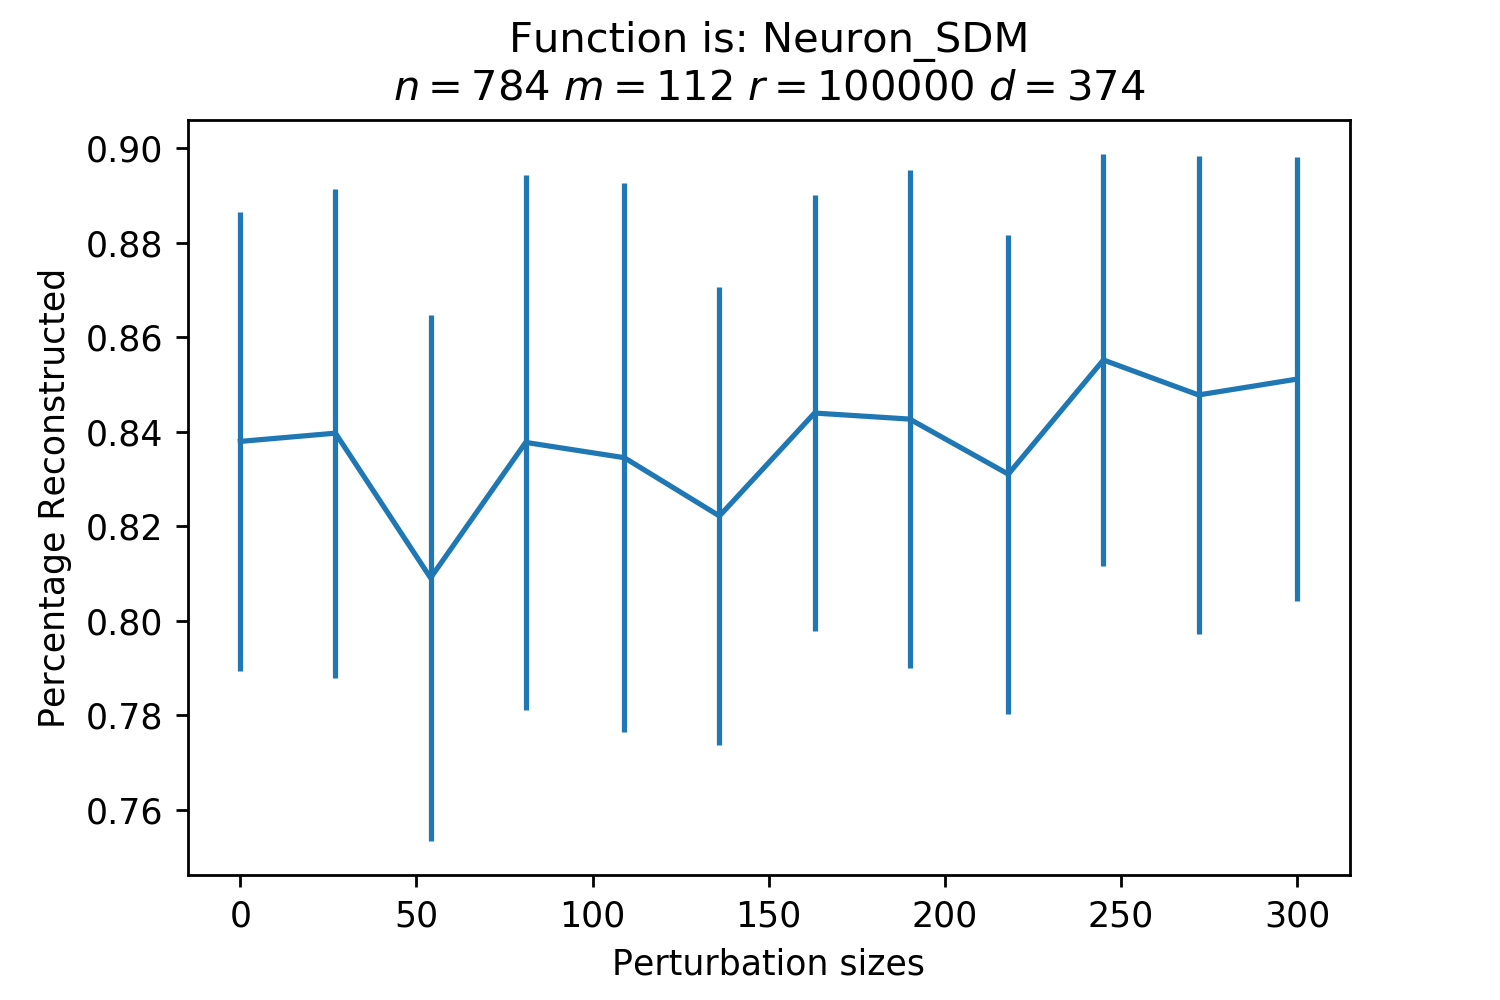 Function is: Neuron_SDM
n = 784 m = 112 r = 100000 d = 374
0.90
0.88
0.86
0.84
0.82
0.80
0.78
0.76
Percentage Reconstructed
0 50 100 150 200 250 300
Perturbation sizes